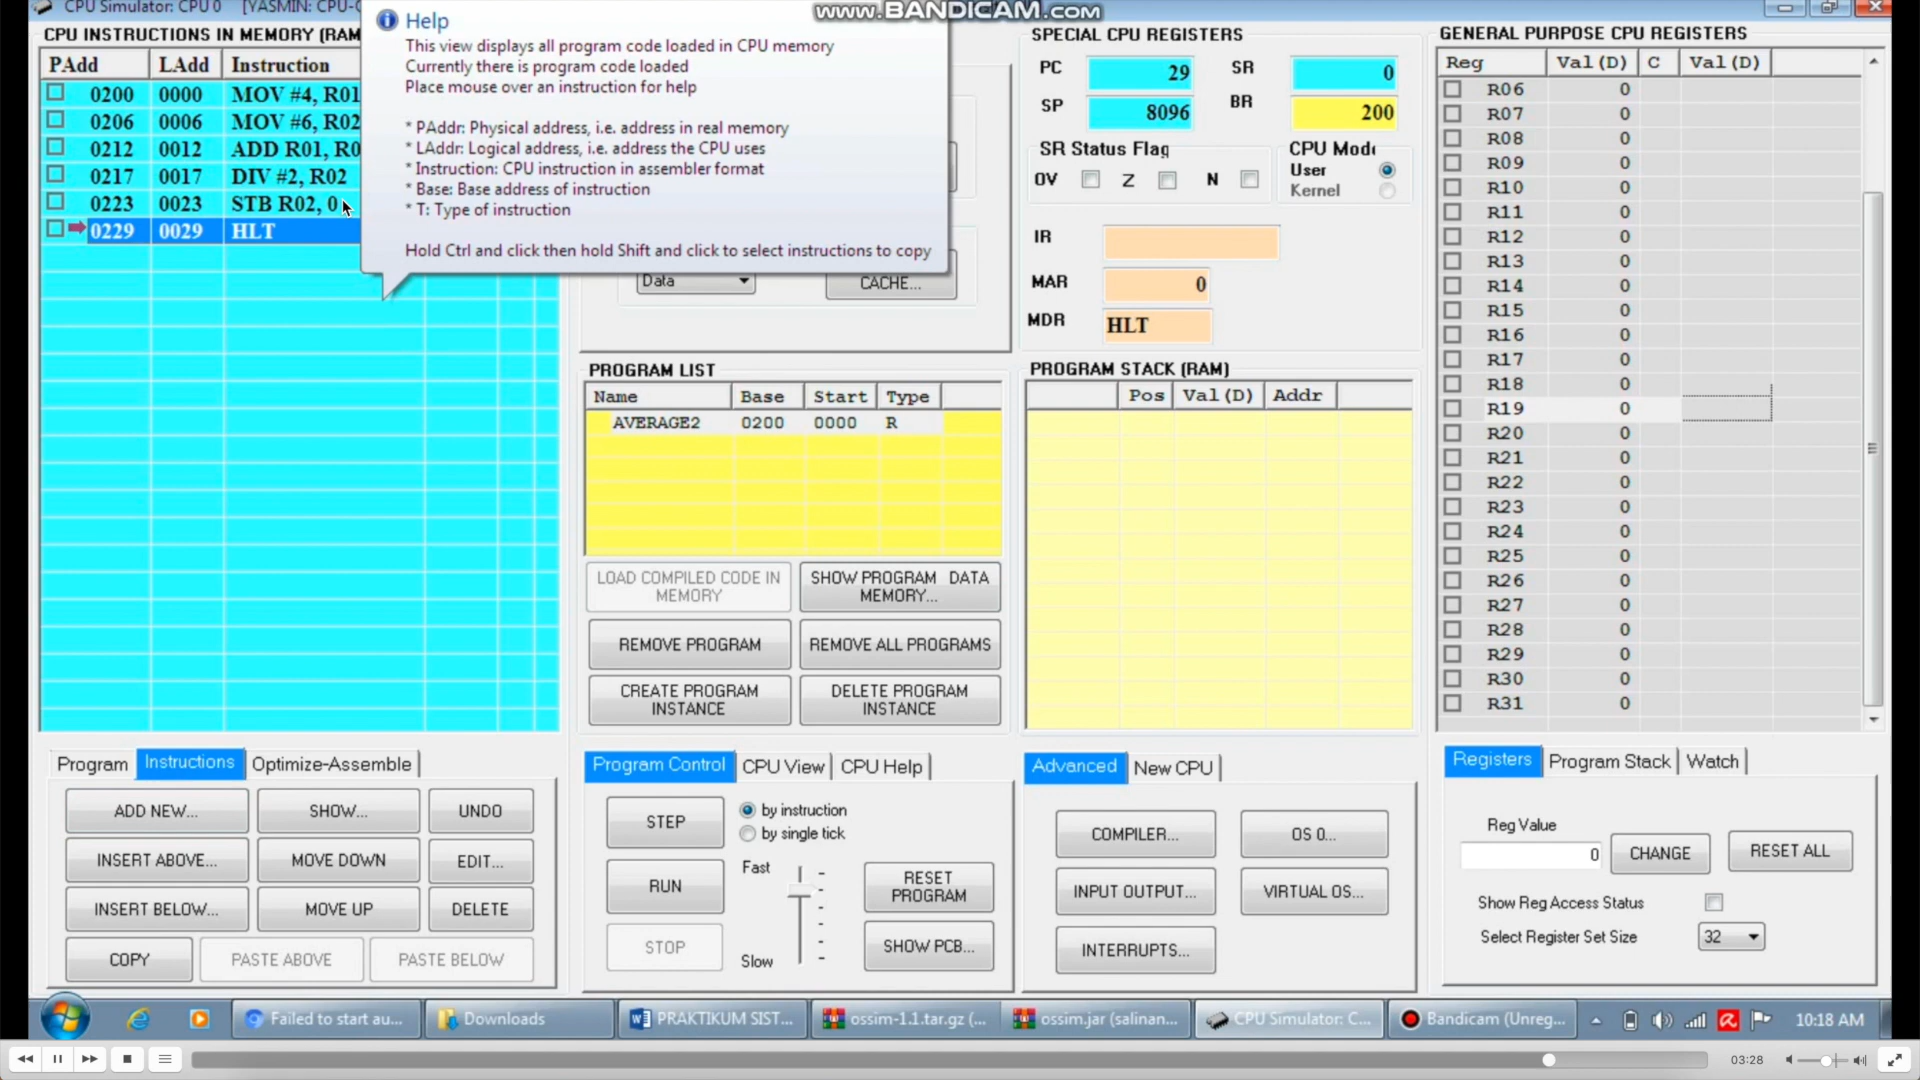 CPU Simulator: CPU 0 [YASMIN: CPU-
www.BANDICAM.com
CPU INSTRUCTIONS IN MEMORY (RAM
PAdd LAdd Instruction
0200 0000 MOV #4, R01
0206 0006 MOV #6, R02
0212 0012 ADD R01, R0
0217 0017 DIV #2, R02
0223 0023 STB R02, 0
0229 0029 HLT
Help
This view displays all program code loaded in CPU memory
Currently there is program code loaded
Place mouse over an instruction for help
* PAddr: Physical address, i.e. address in real memory
* LAddr: Logical address, i.e. address the CPU uses
* Instruction: CPU instruction in assembler format
* Base: Base address of instruction
* T: Type of instruction
Hold Ctrl and click then hold Shift and click to select instructions to copy
Data
CACHE...
SPECIAL CPU REGISTERS
PC 29 SR 0
SP 8096 BR 200
SR Status Flag
OV Z N
CPU Mode
User
Kernel
IR
MAR 0
MDR HLT
GENERAL PURPOSE CPU REGISTERS
Reg Val(D) C Val(D)
R06 0
R07 0
R08 0
R09 0
R10 0
R11 0
R12 0
R13 0
R14 0
R15 0
R16 0
R17 0
R18 0
R19 0
R20 0
R21 0
R22 0
R23 0
R24 0
R25 0
R26 0
R27 0
R28 0
R29 0
R30 0
R31 0
PROGRAM LIST
Name Base Start Type
AVERAGE2 0200 0000 R
LOAD COMPILED CODE IN MEMORY
SHOW PROGRAM DATA MEMORY...
REMOVE PROGRAM
REMOVE ALL PROGRAMS
CREATE PROGRAM INSTANCE
DELETE PROGRAM INSTANCE
PROGRAM STACK (RAM)
Pos Val(D) Addr
Program Instructions Optimize-Assemble
ADD NEW... SHOW... UNDO
INSERT ABOVE... MOVE DOWN EDIT...
INSERT BELOW... MOVE UP DELETE
COPY PASTE ABOVE PASTE BELOW
Program Control CPU View CPU Help
STEP
by instruction
by single tick
RUN
Fast
RESET PROGRAM
STOP
Slow
SHOW PCB...
Advanced New CPU
COMPILER... OS 0...
INPUT OUTPUT... VIRTUAL OS...
INTERRUPTS...
Registers Program Stack Watch
Reg Value
0 CHANGE RESET ALL
Show Reg Access Status
Select Register Set Size 32
Failed to start au... Downloads PRAKTIKUM SIST... ossim-1.1.tar.gz (... ossim.jar (salinan... CPU Simulator: C... Bandicam (Unreg... 10:18 AM
03:28